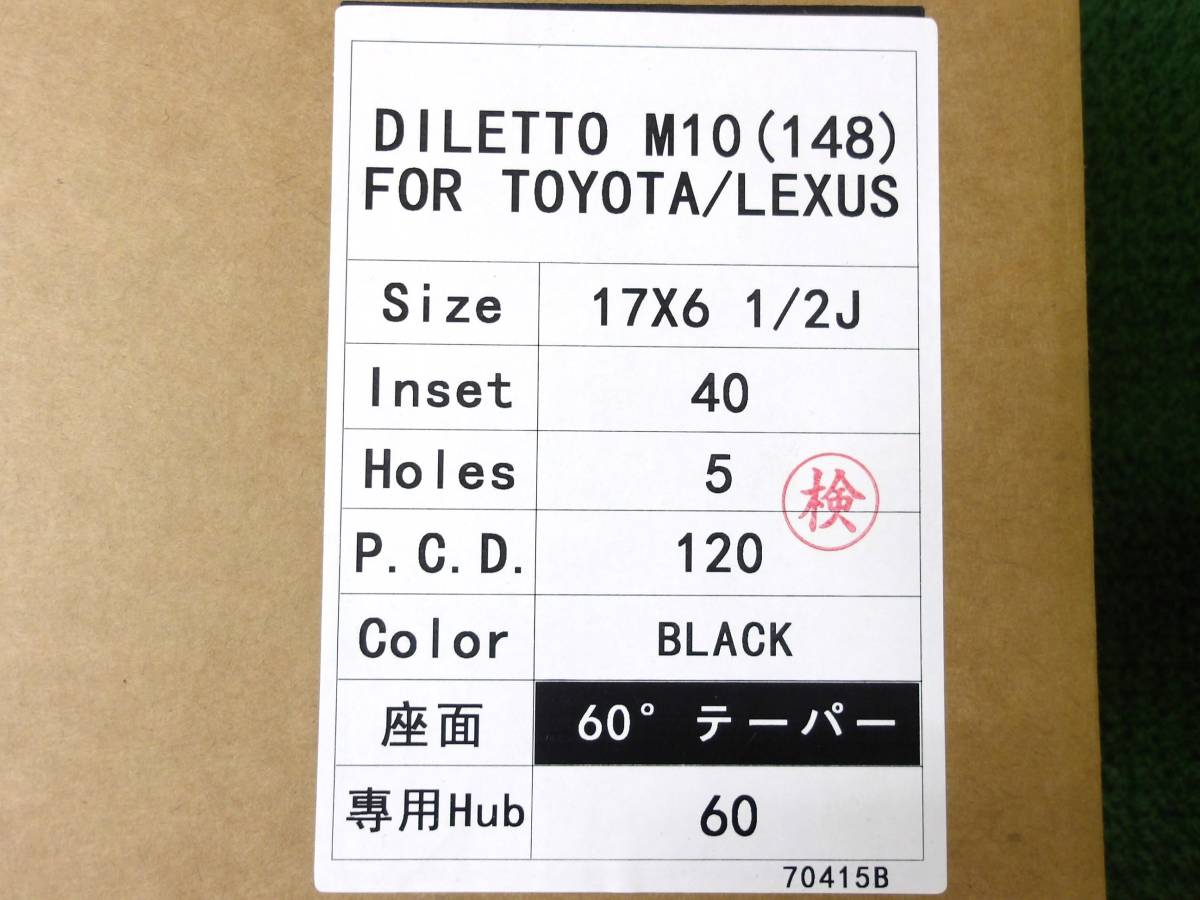 DILETTO M10(148)
FOR TOYOTA/LEXUS
Size 17X6 1/2J
Inset 40
Holes 5
検
P.C.D. 120
Color BLACK
座面 60° テーパー
專用Hub 60
70415B